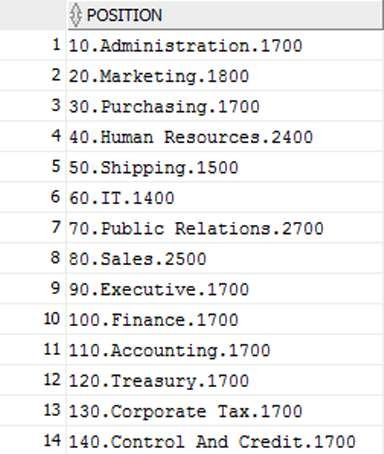 POSITION
1 10.Administration.1700
2 20.Marketing.1800
3 30.Purchasing.1700
4 40.Human Resources.2400
5 50.Shipping.1500
6 60.IT.1400
7 70.Public Relations.2700
8 80.Sales.2500
9 90.Executive.1700
10 100.Finance.1700
11 110.Accounting.1700
12 120.Treasury.1700
13 130.Corporate Tax.1700
14 140.Control And Credit.1700